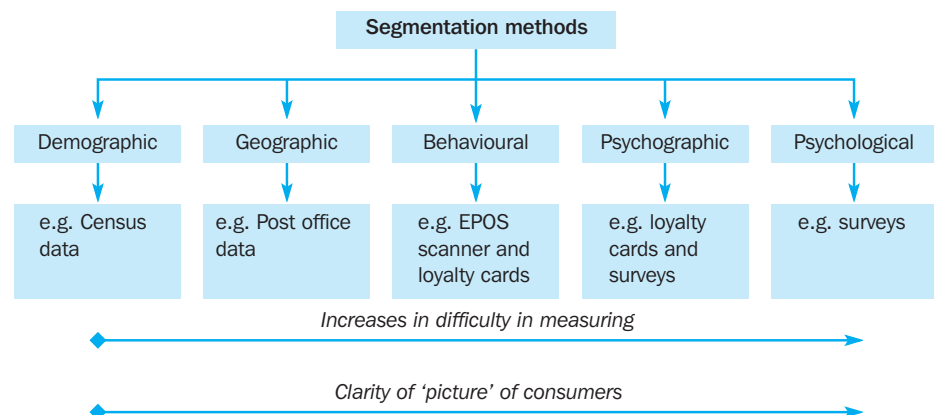 Segmentation methods
Demographic
Geographic
Behavioural
Psychographic
Psychological
e.g. Census
data
e.g. Post office
data
e.g. EPOS
scanner and
loyalty cards
e.g. loyalty
cards and
surveys
e.g. surveys
Increases in difficulty in measuring
Clarity of ‘picture’ of consumers